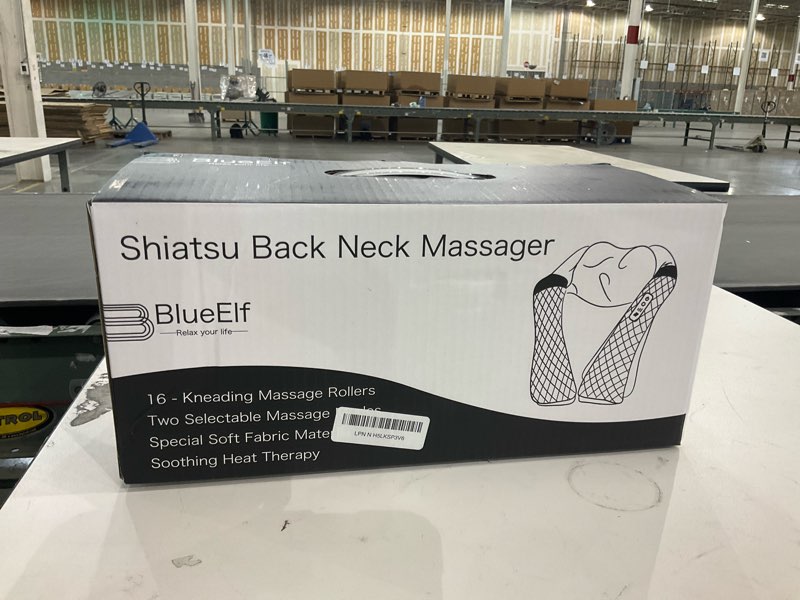 BLUEELF
Shiatsu Back Neck Massager
BlueElf
Relax your life
16 - Kneading Massage Rollers
Two Selectable Massage
Special Soft Fabric
Soothing Heat Therapy
LPN N H5LKSP3V6